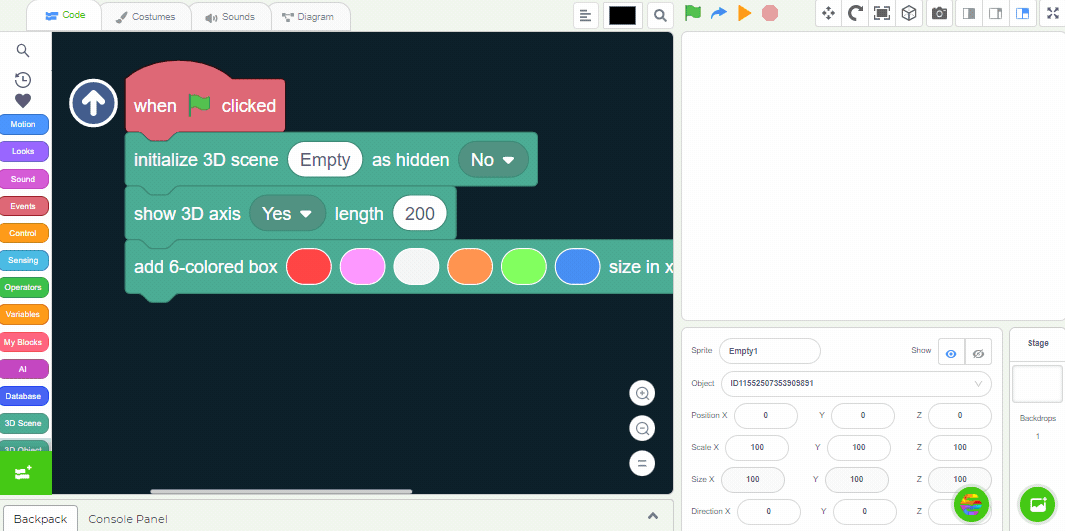 Code
Costumes
Sounds
Diagram
Motion
Looks
Sound
Events
Control
Sensing
Operators
Variables
My Blocks
AI
Database
3D Scene
3D Object
when clicked
initialize 3D scene Empty as hidden No
show 3D axis Yes length 200
add 6-colored box size in x
Backpack
Console Panel
Sprite Empty1 Show
Object ID11552507353909891
Position X 0 Y 0 Z 0
Scale X 100 Y 100 Z 100
Size X 100 Y 100 Z 100
Direction X 0 Y 0 Z
Stage
Backdrops
1